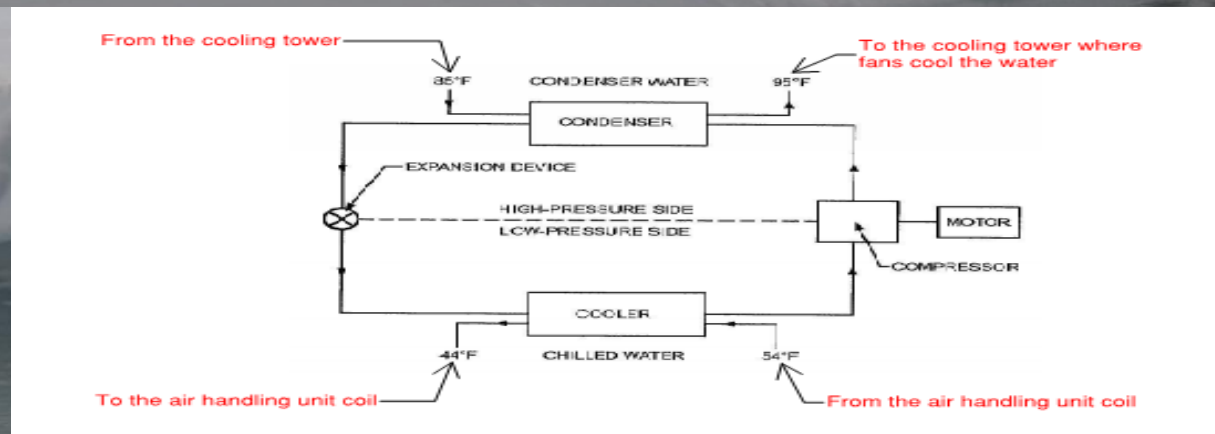 From the cooling tower
To the cooling tower where
fans cool the water
85°F
CONDENSER WATER
95°F
CONDENSER
EXPANSION DEVICE
HIGH-PRESSURE SIDE
LOW-PRESSURE SIDE
MOTOR
COMPRESSOR
COOLER
44°F
CHILLED WATER
54°F
To the air handling unit coil
From the air handling unit coil